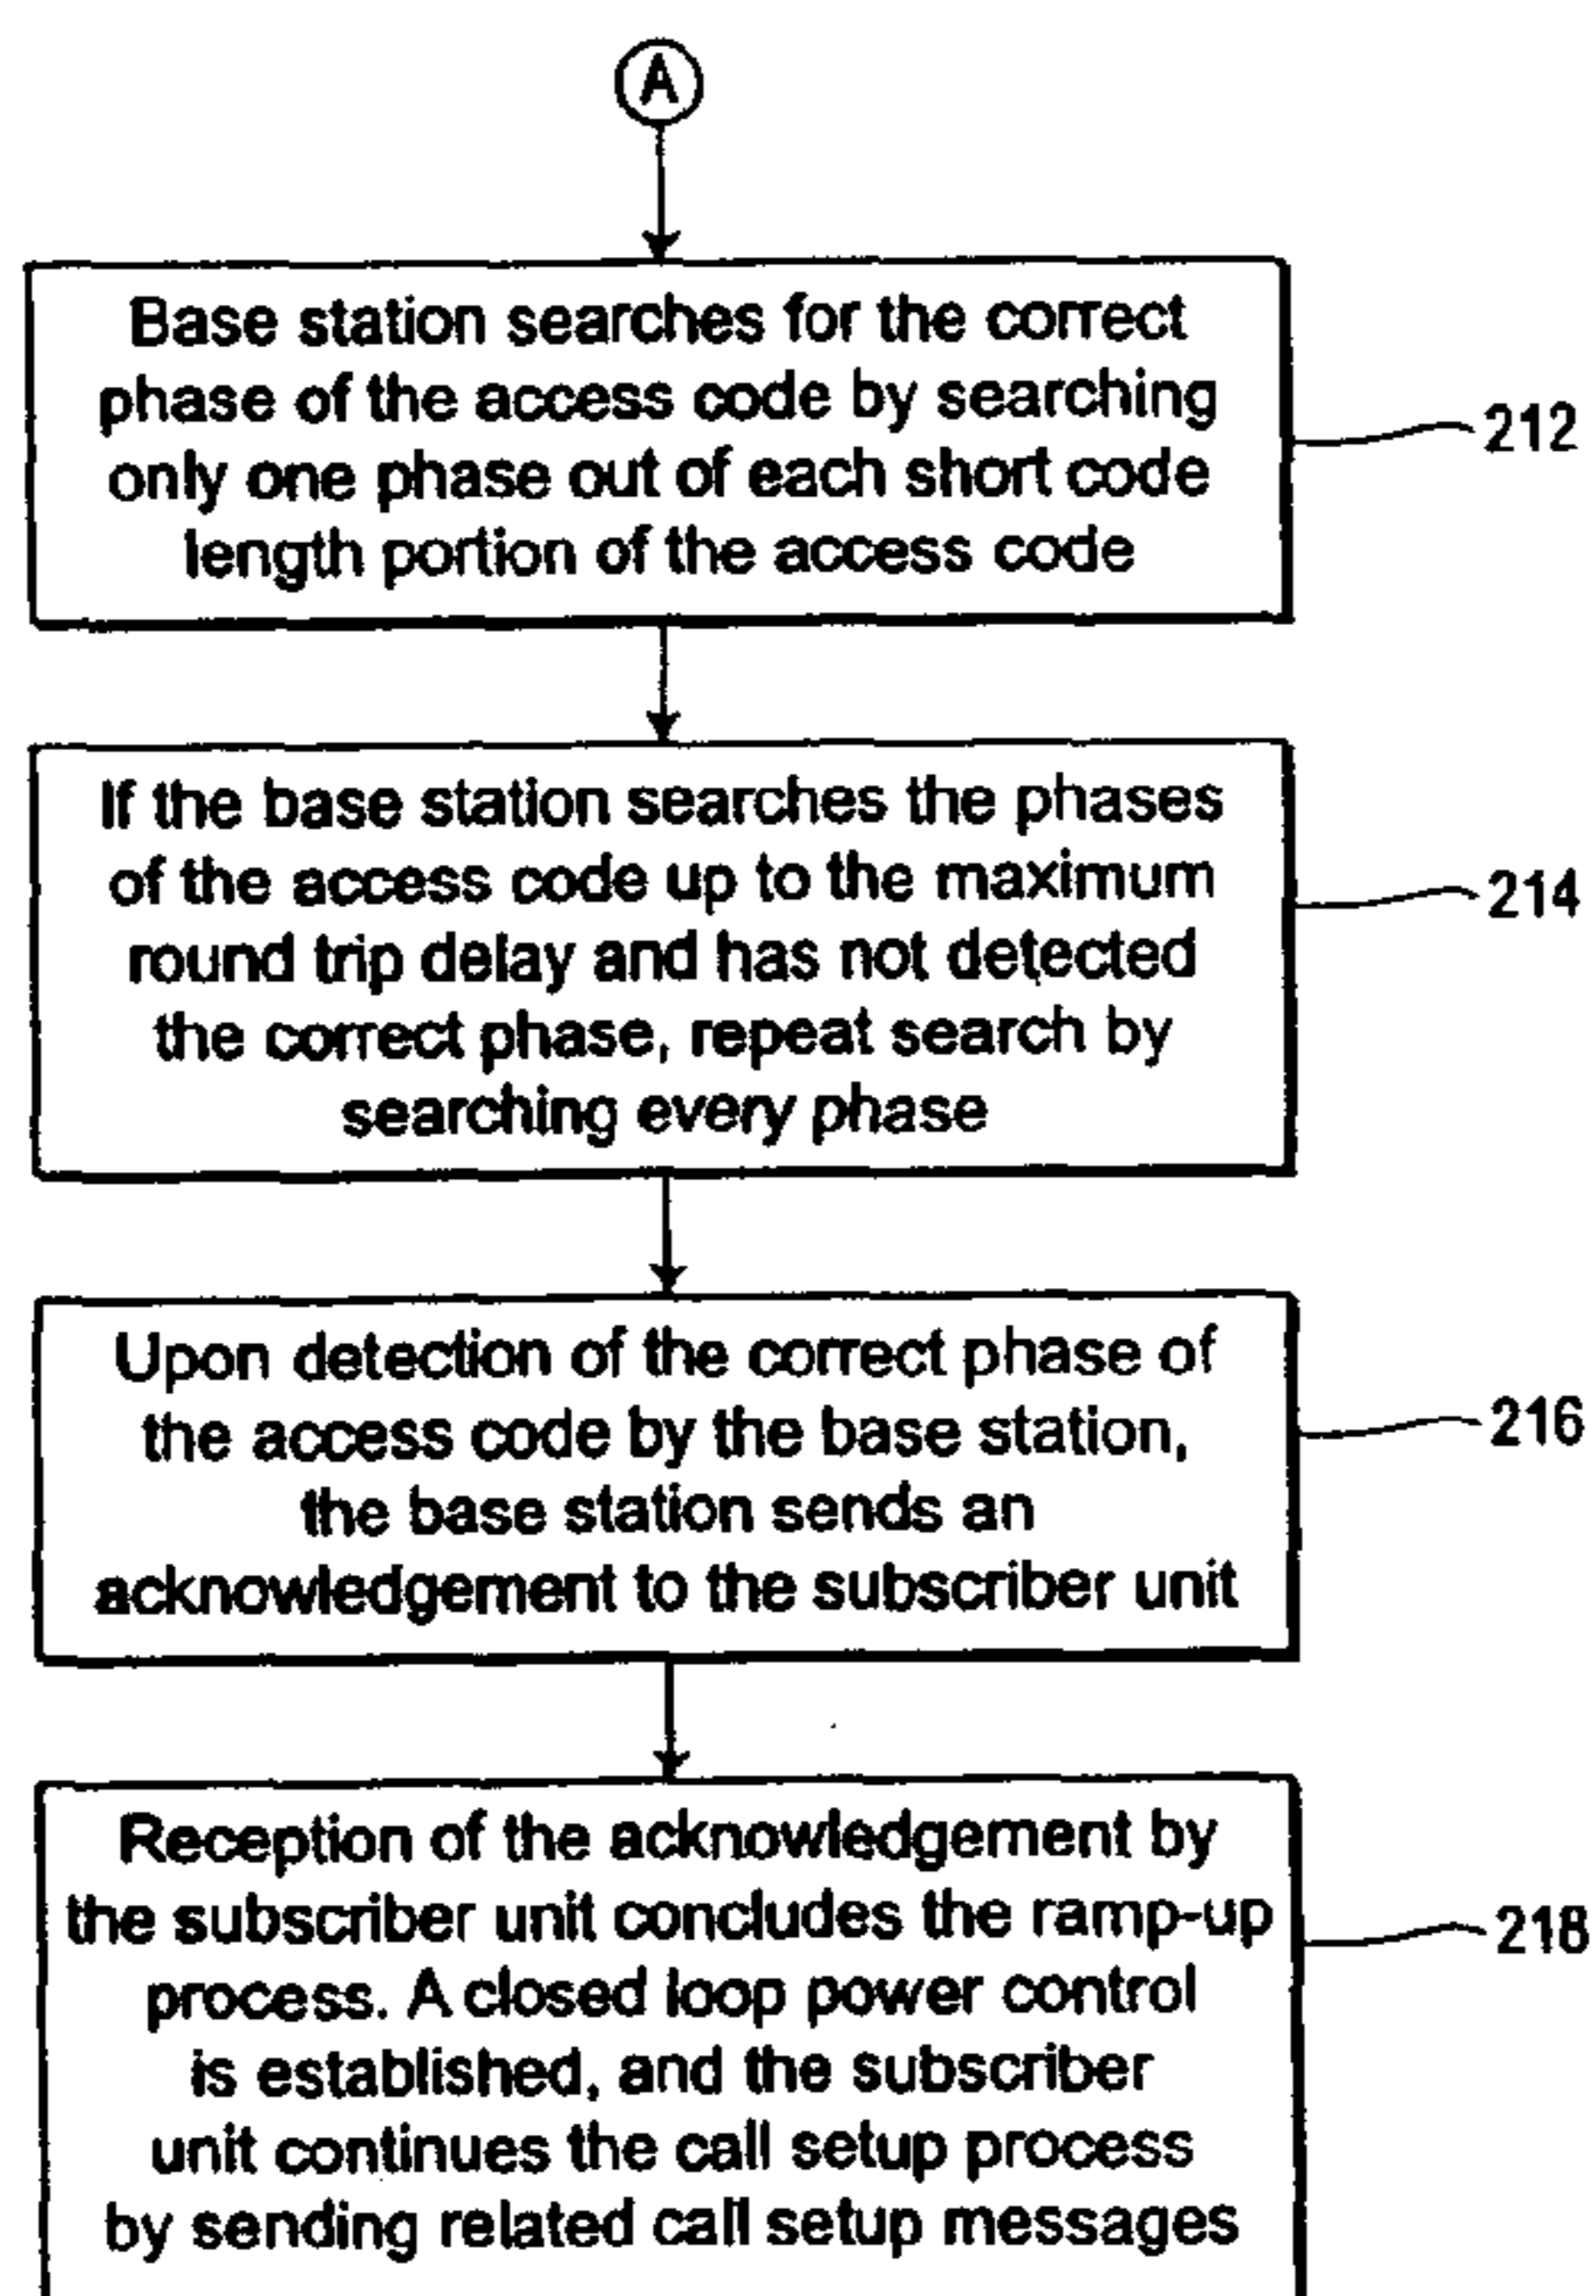 A
Base station searches for the correct
phase of the access code by searching
only one phase out of each short code
length portion of the access code
212
If the base station searches the phases
of the access code up to the maximum
round trip delay and has not detected
the correct phase, repeat search by
searching every phase
214
Upon detection of the correct phase of
the access code by the base station,
the base station sends an
acknowledgement to the subscriber unit
216
Reception of the acknowledgement by
the subscriber unit concludes the ramp-up
process. A closed loop power control
is established, and the subscriber
unit continues the call setup process
by sending related call setup messages
218